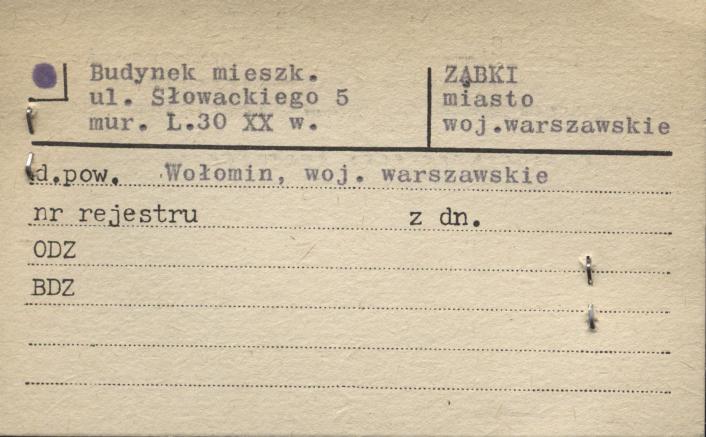 Budynek mieszk.
ul. Słowackiego 5
mur. L.30 XX w.
ZĄBKI
miasto
woj.warszawskie
d.pow. Wołomin, woj. warszawskie
nr rejestru z dn.
ODZ
BDZ